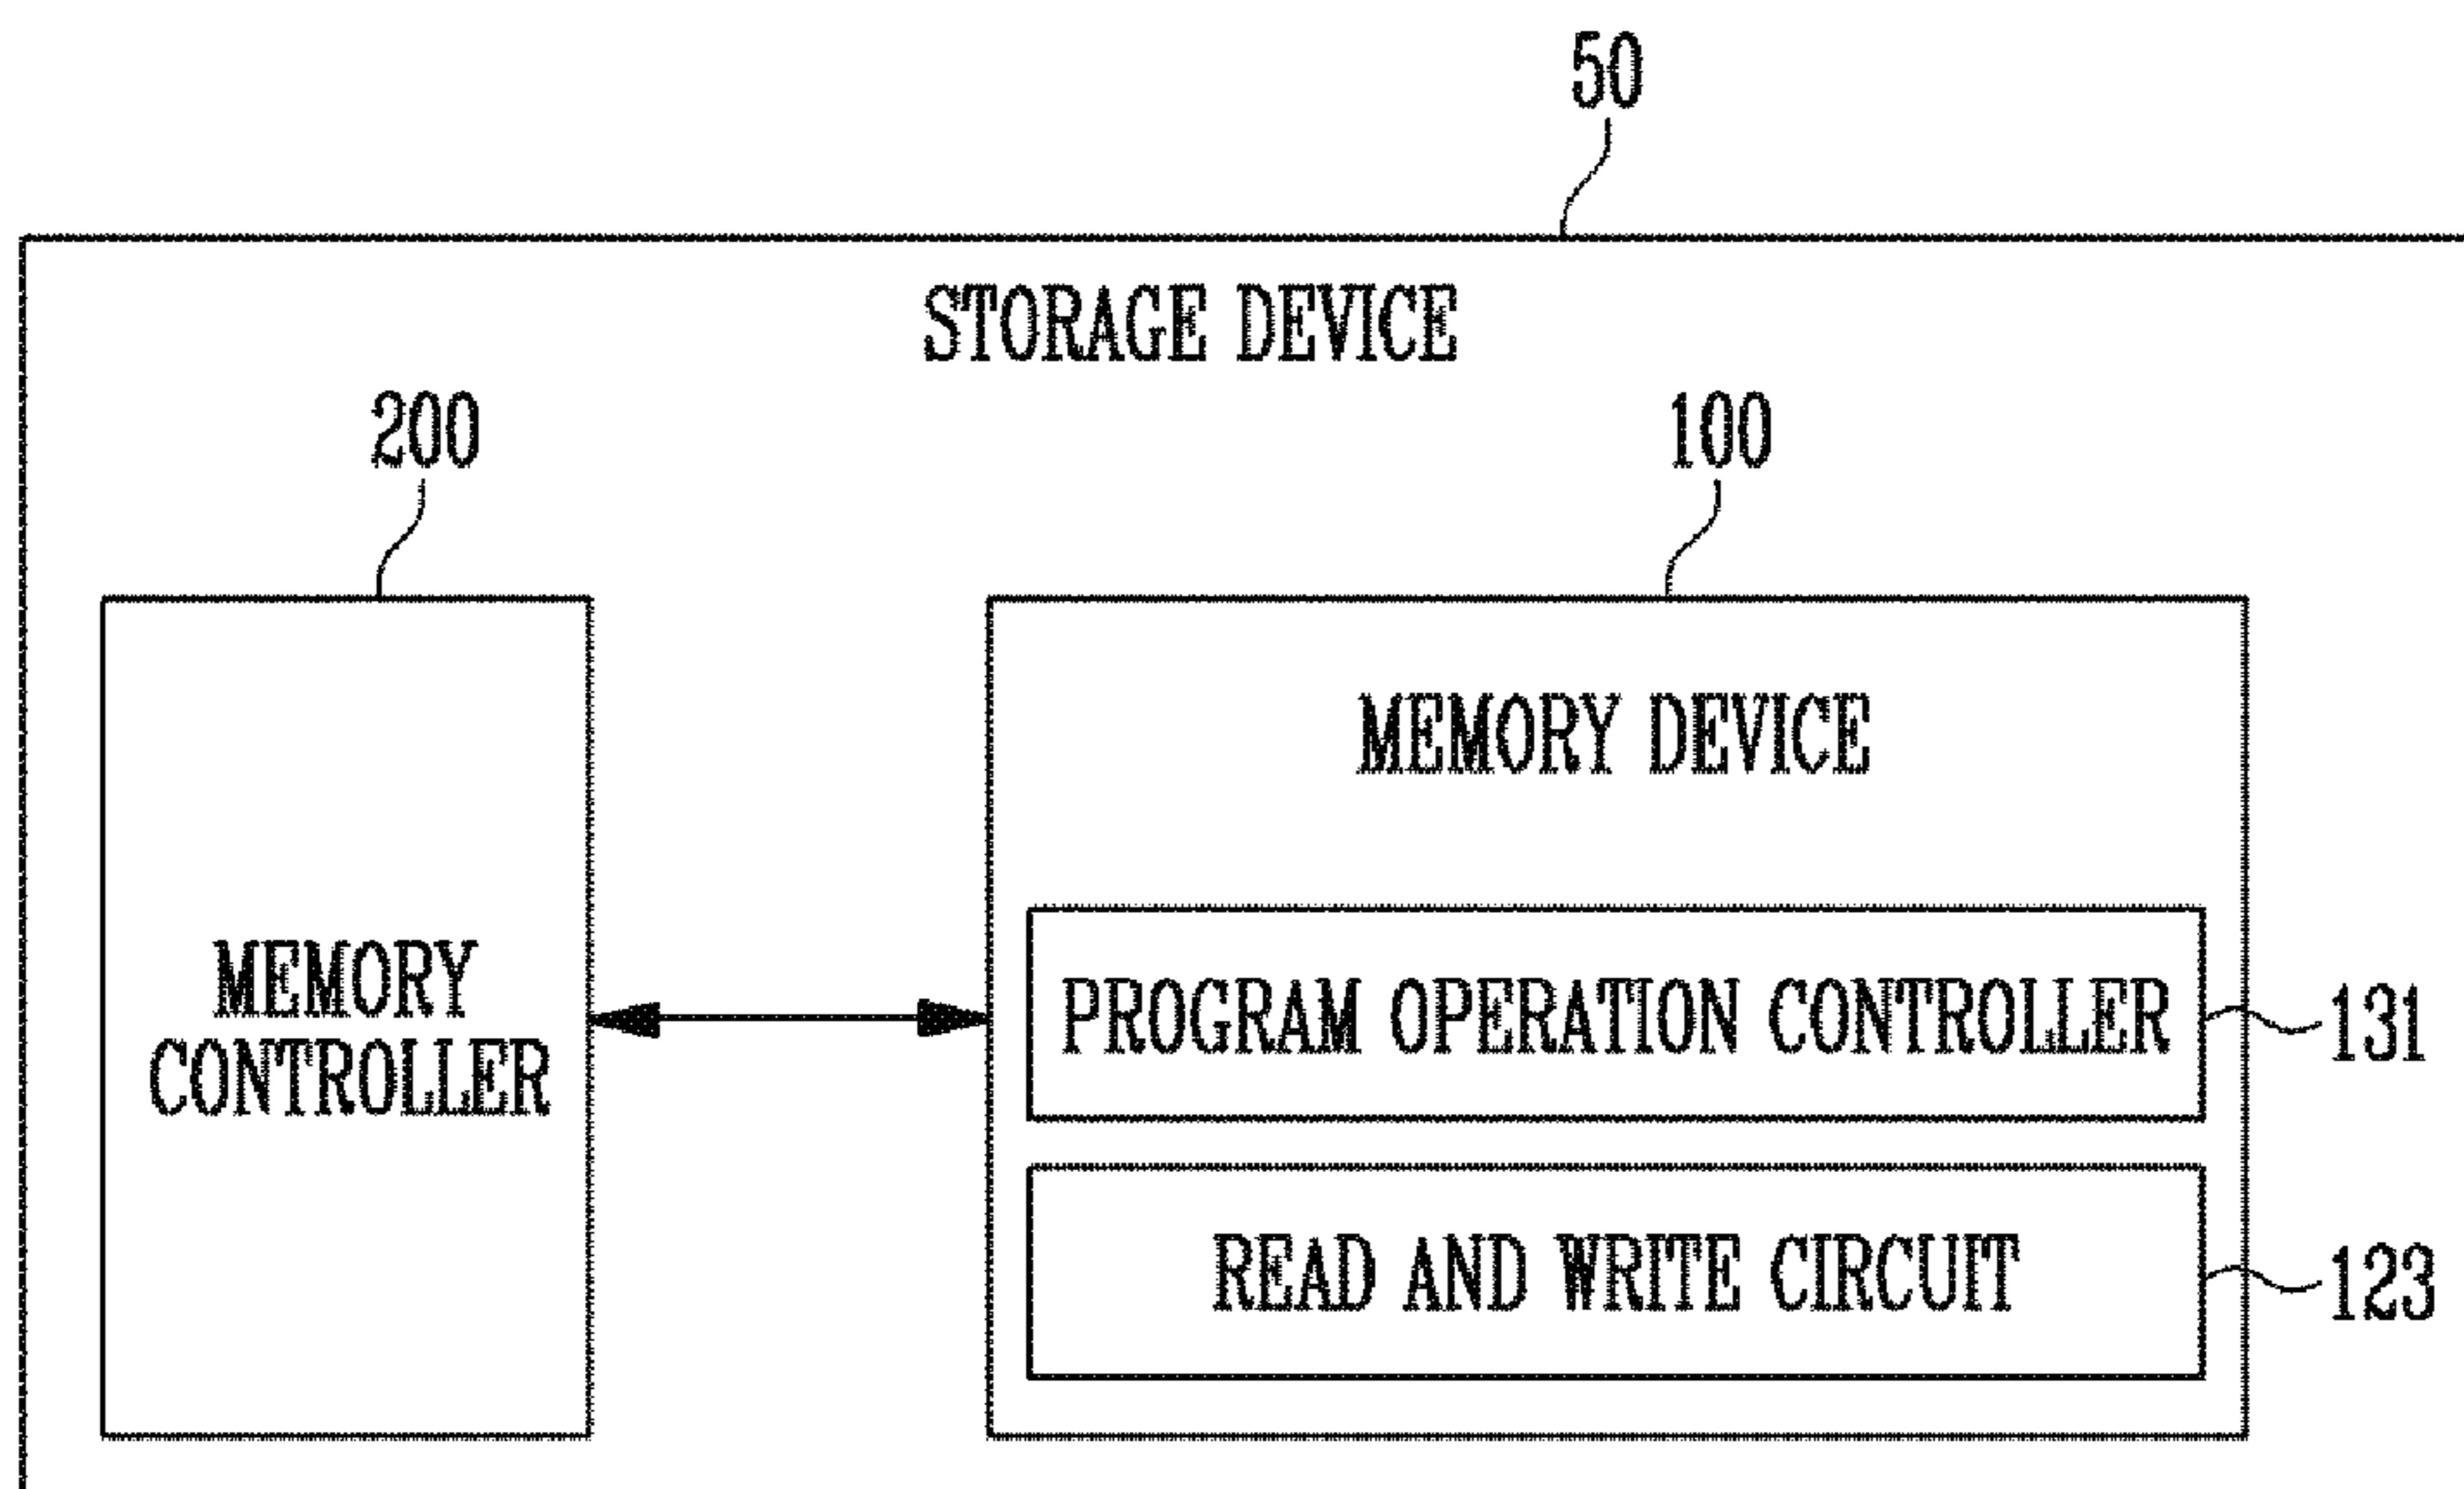 50
STORAGE DEVICE
200
100
MEMORY DEVICE
MEMORY
CONTROLLER
PROGRAM OPERATION CONTROLLER
131
READ AND WRITE CIRCUIT
123